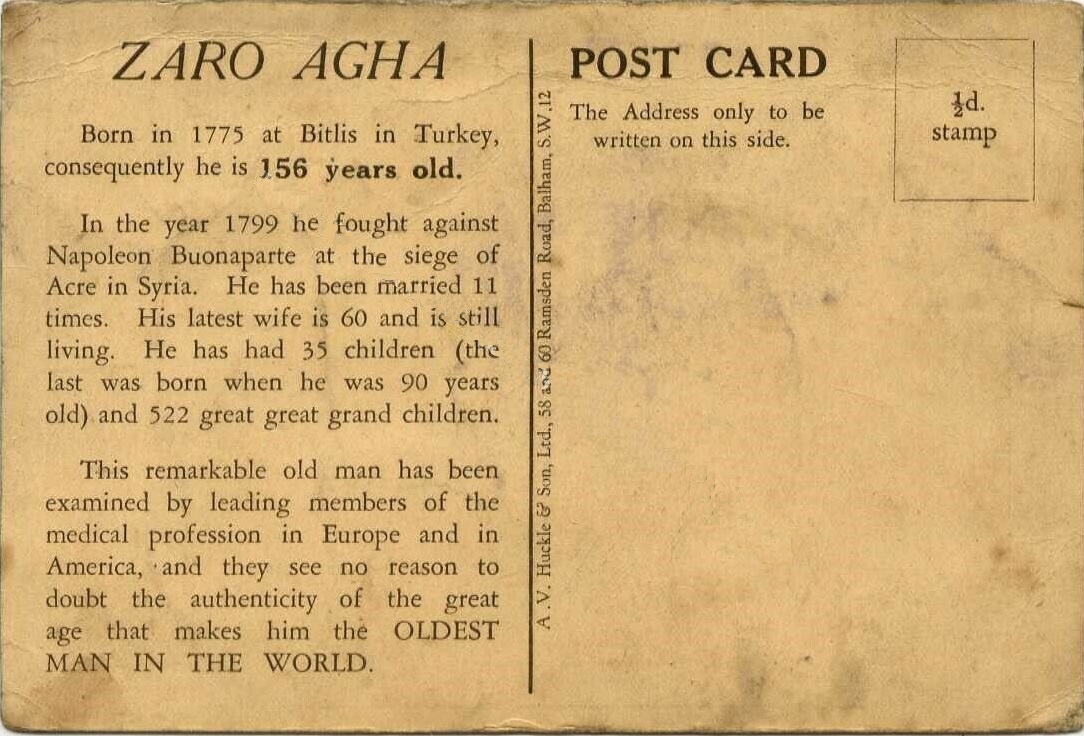 ZARO AGHA
Born in 1775 at Bitlis in Turkey,
consequently he is 156 years old.
In the year 1799 he fought against
Napoleon Buonaparte at the siege of
Acre in Syria. He has been married 11
times. His latest wife is 60 and is still
living. He has had 35 children (the
last was born when he was 90 years
old) and 522 great great grand children.
This remarkable old man has been
examined by leading members of the
medical profession in Europe and in
America, and they see no reason to
doubt the authenticity of the great
age that makes him the OLDEST
MAN IN THE WORLD.
A.V. Huckle & Son, Ltd., 58 and 60 Ramsden Road, Balham, S.W.12
POST CARD
The Address only to be
written on this side.
½d.
stamp